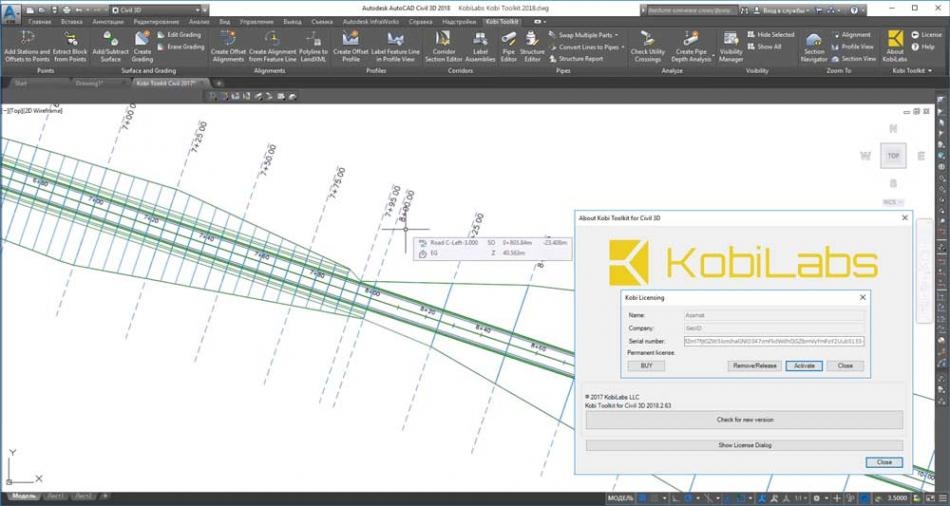 Civil 3D
Autodesk AutoCAD Civil 3D 2018 KobiLabs Kobi Toolkit 2018.dwg
Вход в службы
Главная Вставка Аннотации Редактирование Анализ Вид Управление Вывод Съемка Autodesk InfraWorks Справка Надстройки Kobi Toolkit
Add Stations and Offsets to Points
Extract Block from Points
Add/Subtract Surface
Create Grading
Edit Grading
Erase Grading
Create Offset Alignments
Create Alignment from Polyline
Polylines to LandXML
Create Offset Profile
Label Feature Line in Profile View
Corridor Section Editor
Label Assemblies
Pipe Editor
Structure Editor
Swap Multiple Parts
Convert Lines to Pipes
Structure Report
Check Utility Crossings
Create Pipe Depth Analysis
Visibility Manager
Hide Selected
Show All
Section Navigator
Alignment
Profile View
Section View
About KobiLabs
License
Help
Points Surface and Grading Alignments Profiles Corridors Pipes Analyze Visibility Zoom To Kobi Toolkit
Start Drawing1* Kobi Toolkit Civil 2017*
[−][Top][2D Wireframe]
7+00
7+25.00
7+50.00
7+75.00
7+95.00
8+00.00
8+25.00
6+80
7+00
7+20
7+40
7+60
7+80
8+00
8+20
8+40
8+60
N
W TOP E
S
Road C-Left-3.000 SO 0+803.84m -23.408m
EG Z 40.563m
About Kobi Toolkit for Civil 3D
KobiLabs
Kobi Licensing
Name: Azamat
Company: GeoID
Serial number:
Permanent license.
BUY Remove/Release Activate Close
© 2017 KobiLabs LLC
Kobi Toolkit for Civil 3D 2018.2.63
Check for new version
Show License Dialog
Close
Y
X
Модель Лист1 Лист2 +
МОДЕЛЬ 1:1 3.5000